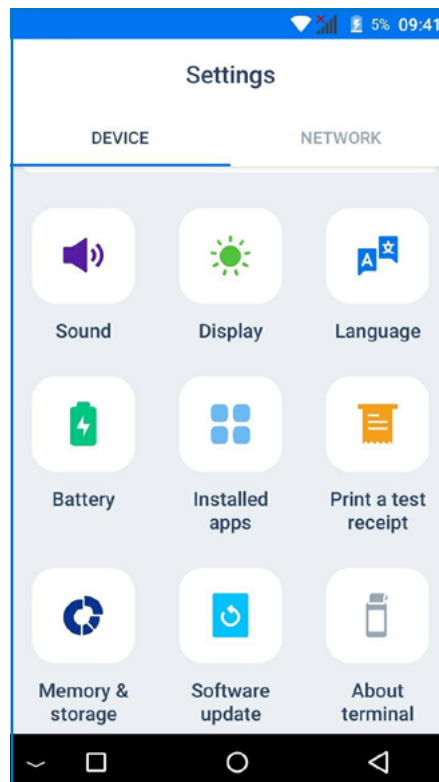 5% 09:41
Settings
DEVICE NETWORK
Sound Display Language
Battery Installed apps Print a test receipt
Memory & storage Software update About terminal